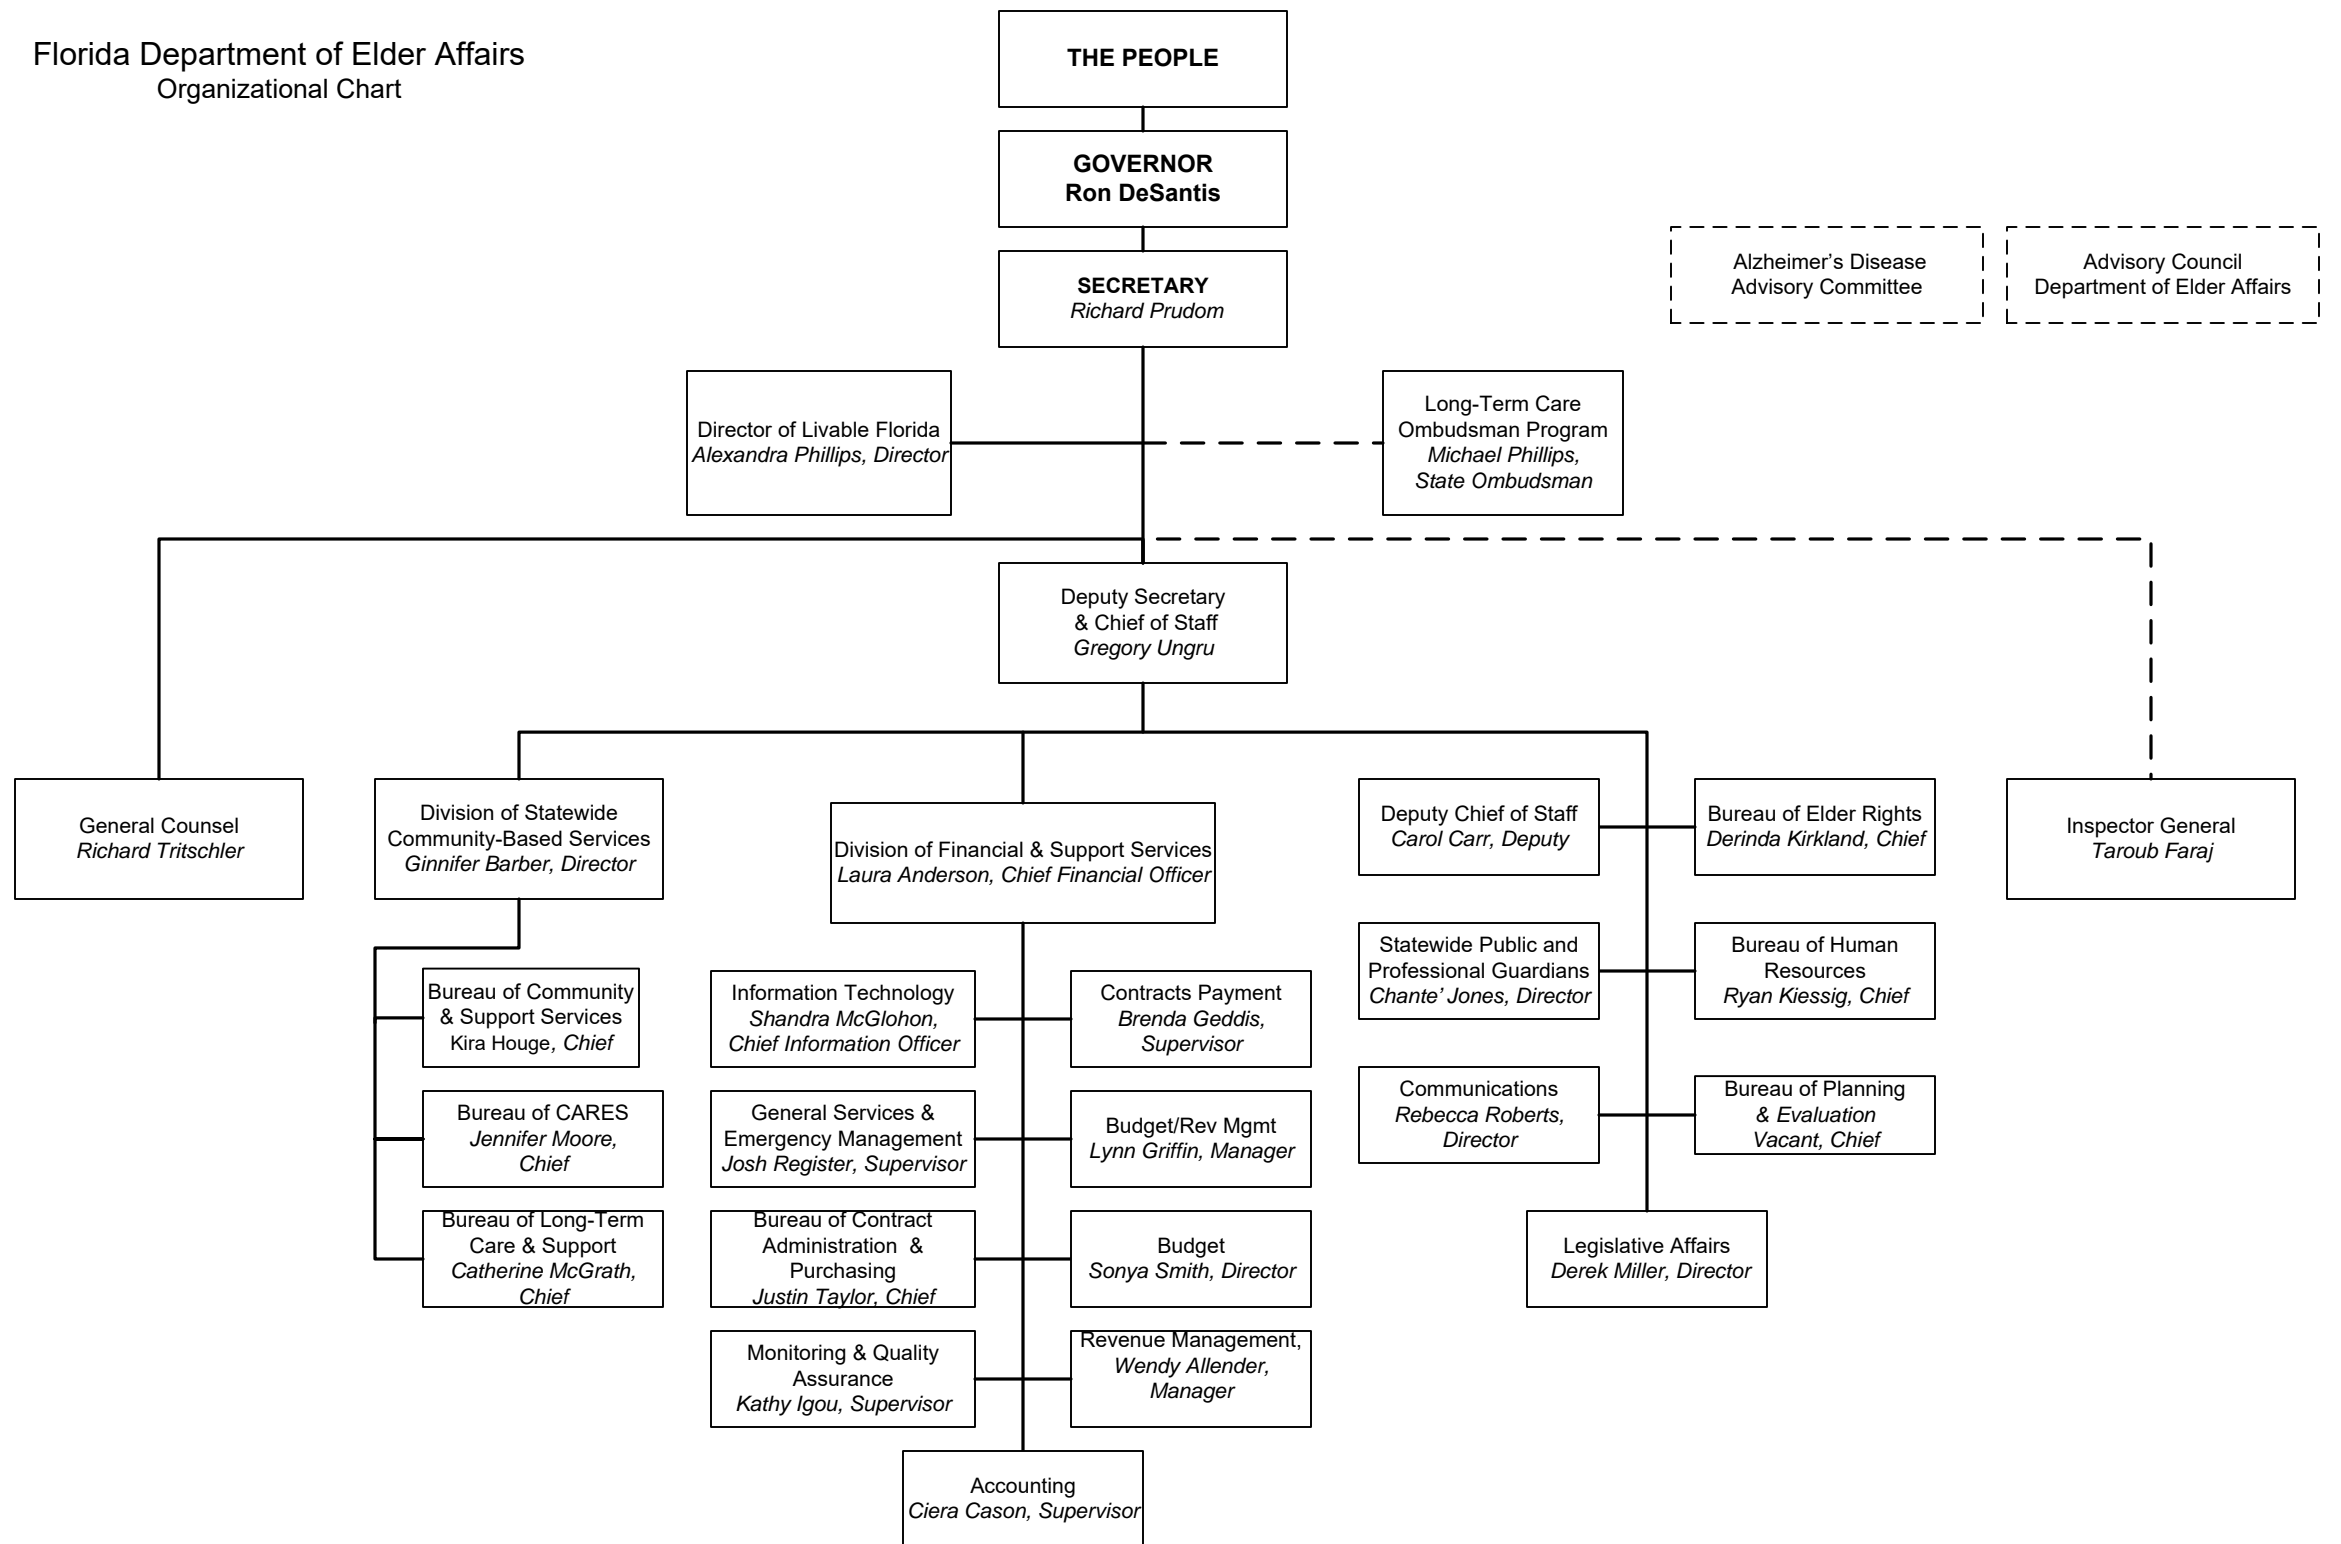 Florida Department of Elder Affairs
Organizational Chart
THE PEOPLE
GOVERNOR
Ron DeSantis
SECRETARY
Richard Prudom
Alzheimer’s Disease
Advisory Committee
Advisory Council
Department of Elder Affairs
Director of Livable Florida
Alexandra Phillips, Director
Long-Term Care
Ombudsman Program
Michael Phillips,
State Ombudsman
Deputy Secretary
& Chief of Staff
Gregory Ungru
General Counsel
Richard Tritschler
Division of Statewide
Community-Based Services
Ginnifer Barber, Director
Division of Financial & Support Services
Laura Anderson, Chief Financial Officer
Deputy Chief of Staff
Carol Carr, Deputy
Bureau of Elder Rights
Derinda Kirkland, Chief
Inspector General
Taroub Faraj
Bureau of Community
& Support Services
Kira Houge, Chief
Bureau of CARES
Jennifer Moore,
Chief
Bureau of Long-Term
Care & Support
Catherine McGrath,
Chief
Information Technology
Shandra McGlohon,
Chief Information Officer
Contracts Payment
Brenda Geddis,
Supervisor
General Services &
Emergency Management
Josh Register, Supervisor
Budget/Rev Mgmt
Lynn Griffin, Manager
Bureau of Contract
Administration &
Purchasing
Justin Taylor, Chief
Budget
Sonya Smith, Director
Monitoring & Quality
Assurance
Kathy Igou, Supervisor
Revenue Management,
Wendy Allender,
Manager
Accounting
Ciera Cason, Supervisor
Statewide Public and
Professional Guardians
Chante’ Jones, Director
Bureau of Human
Resources
Ryan Kiessig, Chief
Communications
Rebecca Roberts,
Director
Bureau of Planning
& Evaluation
Vacant, Chief
Legislative Affairs
Derek Miller, Director